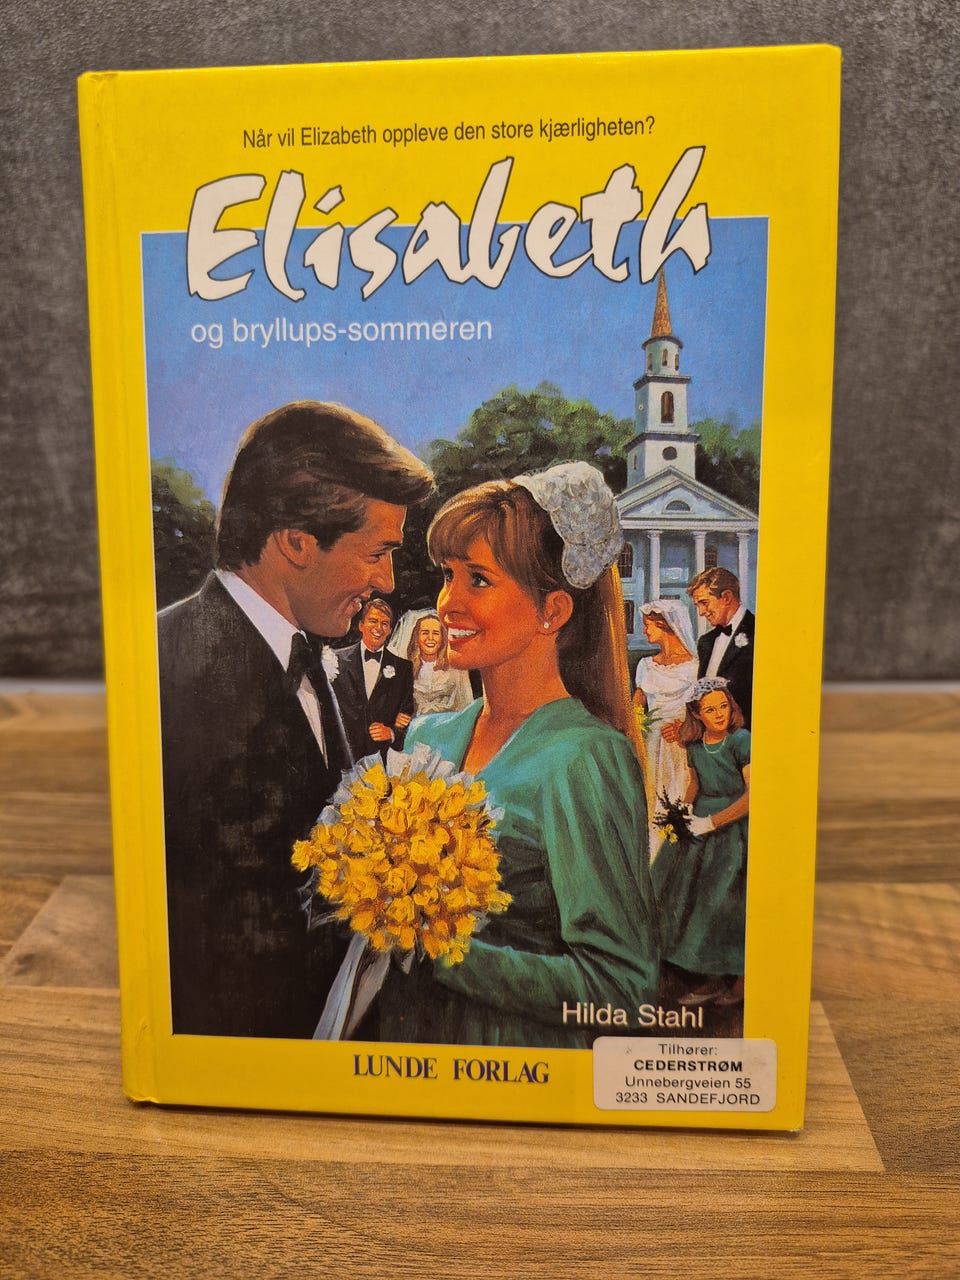 Når vil Elizabeth oppleve den store kjærligheten?
Elisabeth
og bryllups-sommeren
Hilda Stahl
LUNDE FORLAG
Tilhører:
CEDERSTRØM
Unnebergveien 55
3233 SANDEFJORD